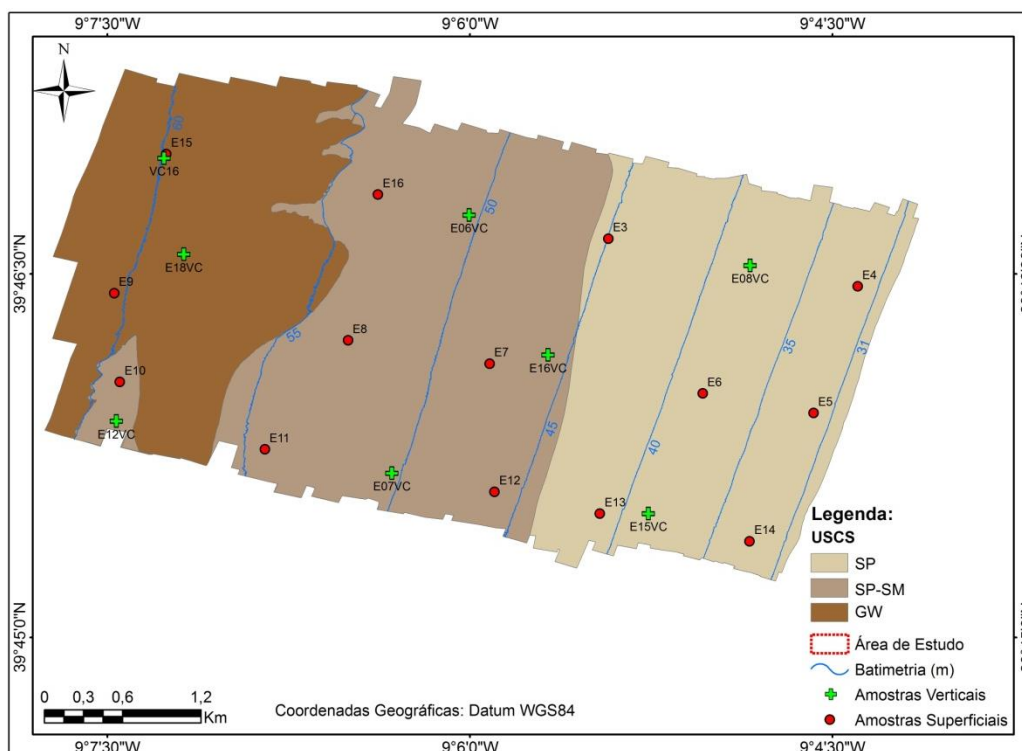 9°7'30"W
9°6'0"W
9°4'30"W
N
60
E15
VC16
E16
50
E06VC
E3
39°46'30"N
E18VC
E08VC
E4
E9
55
E8
31
35
E7
E16VC
E10
E6
E5
E12VC
45
40
E11
E07VC
E12
E13
E15VC
E14
39°45'0"N
Legenda:
USCS
SP
SP-SM
GW
Área de Estudo
Batimetria (m)
Amostras Verticais
Amostras Superficiais
0 0,3 0,6 1,2
Km
Coordenadas Geográficas: Datum WGS84
9°7'30"W
9°6'0"W
9°4'30"W